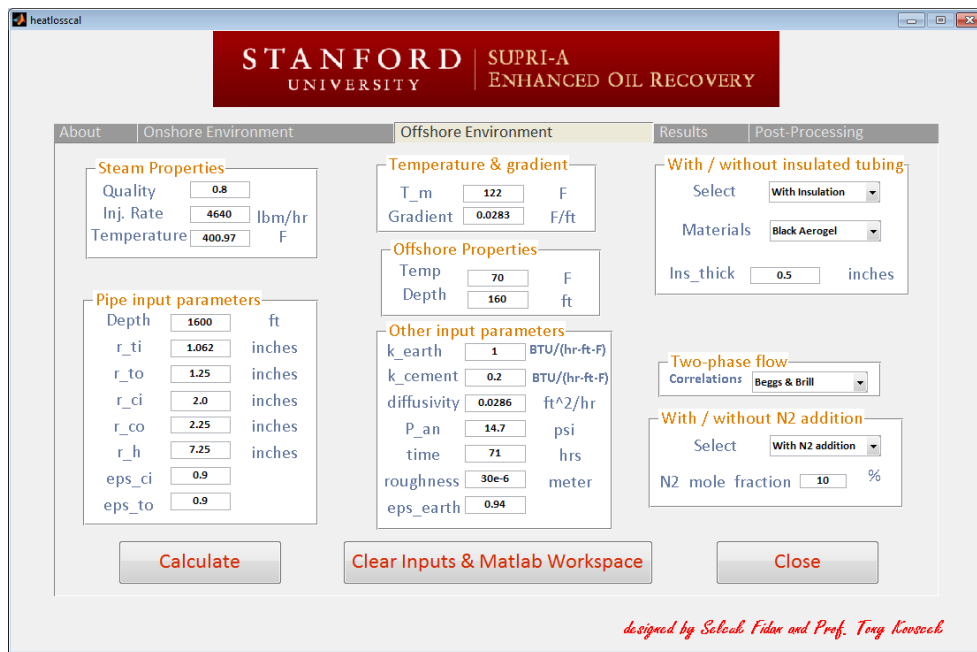 heatlosscal
STANFORD
UNIVERSITY
SUPRI-A
ENHANCED OIL RECOVERY
About
Onshore Environment
Offshore Environment
Results
Post-Processing
Steam Properties
Quality 0.8
Inj. Rate 4640 lbm/hr
Temperature 400.97 F
Pipe input parameters
Depth 1600 ft
r_ti 1.062 inches
r_to 1.25 inches
r_ci 2.0 inches
r_co 2.25 inches
r_h 7.25 inches
eps_ci 0.9
eps_to 0.9
Temperature & gradient
T_m 122 F
Gradient 0.0283 F/ft
Offshore Properties
Temp 70 F
Depth 160 ft
Other input parameters
k_earth 1 BTU/(hr-ft-F)
k_cement 0.2 BTU/(hr-ft-F)
diffusivity 0.0286 ft^2/hr
P_an 14.7 psi
time 71 hrs
roughness 30e-6 meter
eps_earth 0.94
With / without insulated tubing
Select With Insulation
Materials Black Aerogel
Ins_thick 0.5 inches
Two-phase flow
Correlations Beggs & Brill
With / without N2 addition
Select With N2 addition
N2 mole fraction 10 %
Calculate
Clear Inputs & Matlab Workspace
Close
designed by Selcuk Fidan and Prof. Tony Kovscek